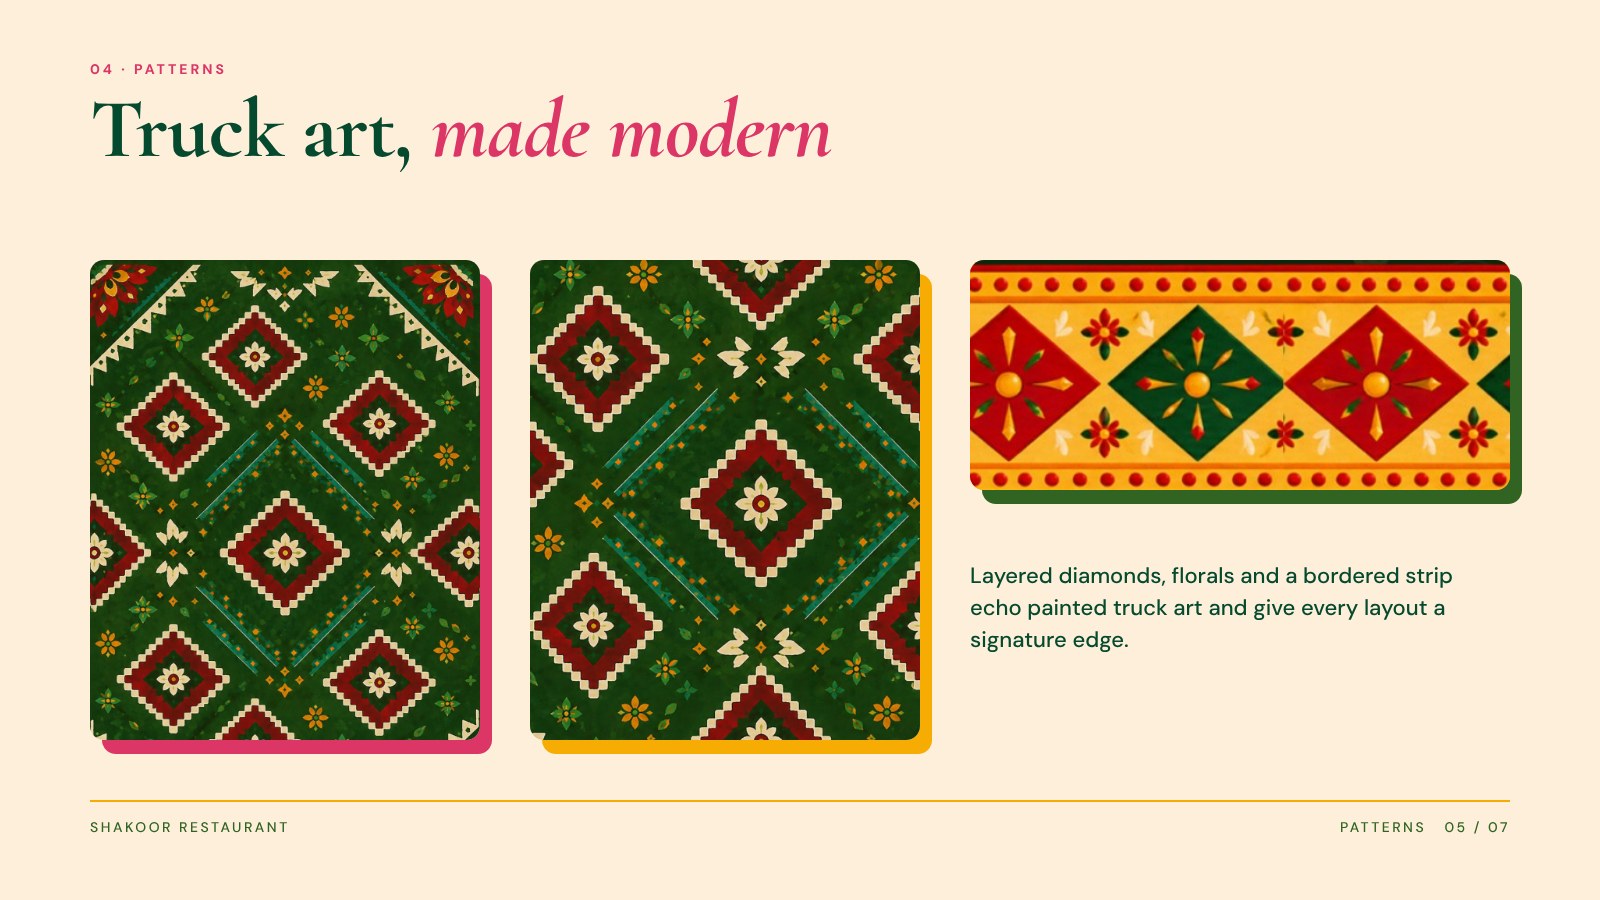 04 · PATTERNS
Truck art, made modern
Layered diamonds, florals and a bordered strip
echo painted truck art and give every layout a
signature edge.
SHAKOOR RESTAURANT
PATTERNS 05 / 07